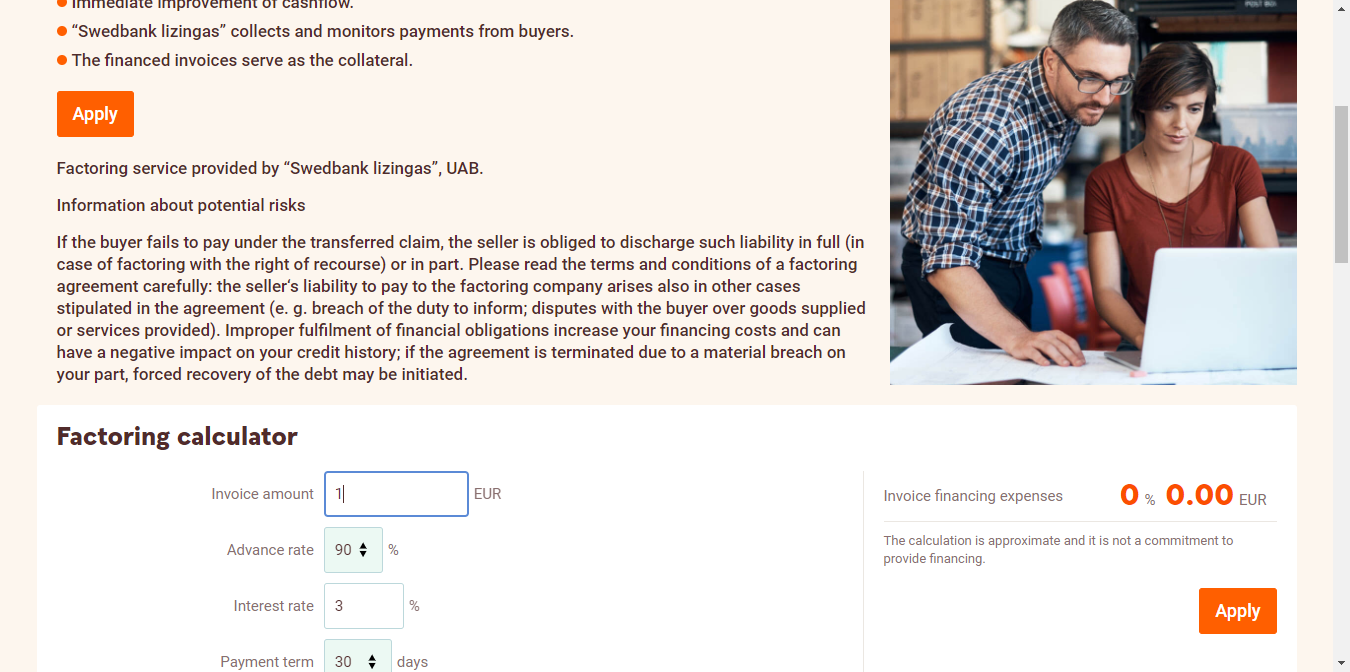 Immediate improvement of cashflow.
“Swedbank lizingas” collects and monitors payments from buyers.
The financed invoices serve as the collateral.
Apply
Factoring service provided by “Swedbank lizingas”, UAB.
Information about potential risks
If the buyer fails to pay under the transferred claim, the seller is obliged to discharge such liability in full (in
case of factoring with the right of recourse) or in part. Please read the terms and conditions of a factoring
agreement carefully: the seller‘s liability to pay to the factoring company arises also in other cases
stipulated in the agreement (e. g. breach of the duty to inform; disputes with the buyer over goods supplied
or services provided). Improper fulfilment of financial obligations increase your financing costs and can
have a negative impact on your credit history; if the agreement is terminated due to a material breach on
your part, forced recovery of the debt may be initiated.
Factoring calculator
Invoice amount 1 EUR
Advance rate 90 %
Interest rate 3 %
Payment term 30 days
Invoice financing expenses 0 % 0.00 EUR
The calculation is approximate and it is not a commitment to
provide financing.
Apply